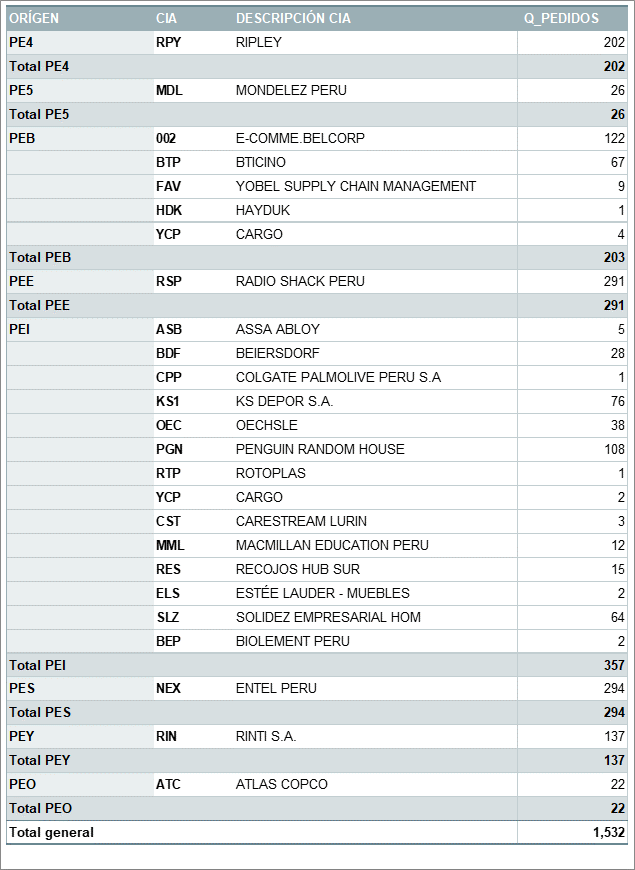 ORÍGEN CIA DESCRIPCIÓN CIA Q_PEDIDOS
PE4 RPY RIPLEY 202
Total PE4 202
PE5 MDL MONDELEZ PERU 26
Total PE5 26
PEB 002 E-COMME.BELCORP 122
BTP BTICINO 67
FAV YOBEL SUPPLY CHAIN MANAGEMENT 9
HDK HAYDUK 1
YCP CARGO 4
Total PEB 203
PEE RSP RADIO SHACK PERU 291
Total PEE 291
PEI ASB ASSA ABLOY 5
BDF BEIERSDORF 28
CPP COLGATE PALMOLIVE PERU S.A 1
KS1 KS DEPOR S.A. 76
OEC OECHSLE 38
PGN PENGUIN RANDOM HOUSE 108
RTP ROTOPLAS 1
YCP CARGO 2
CST CARESTREAM LURIN 3
MML MACMILLAN EDUCATION PERU 12
RES RECOJOS HUB SUR 15
ELS ESTÉE LAUDER - MUEBLES 2
SLZ SOLIDEZ EMPRESARIAL HOM 64
BEP BIOLEMENT PERU 2
Total PEI 357
PES NEX ENTEL PERU 294
Total PES 294
PEY RIN RINTI S.A. 137
Total PEY 137
PEO ATC ATLAS COPCO 22
Total PEO 22
Total general 1,532